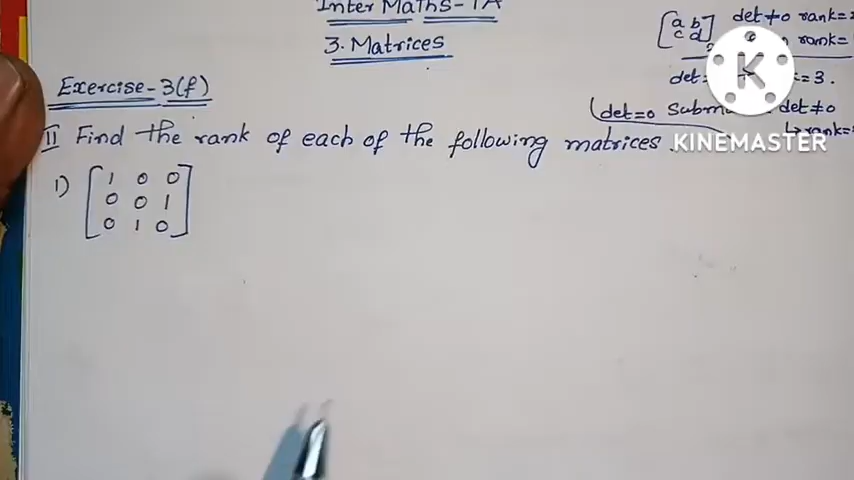 Inter Maths - 1A
3. Matrices
Exercise-3(f)
II Find the rank of each of the following matrices.
1) [1 0 0
0 0 1
0 1 0]
[a b
c d] det≠0 rank=
rank=
det= =3.
det=0 Subm det≠0
rank=
KINEMASTER